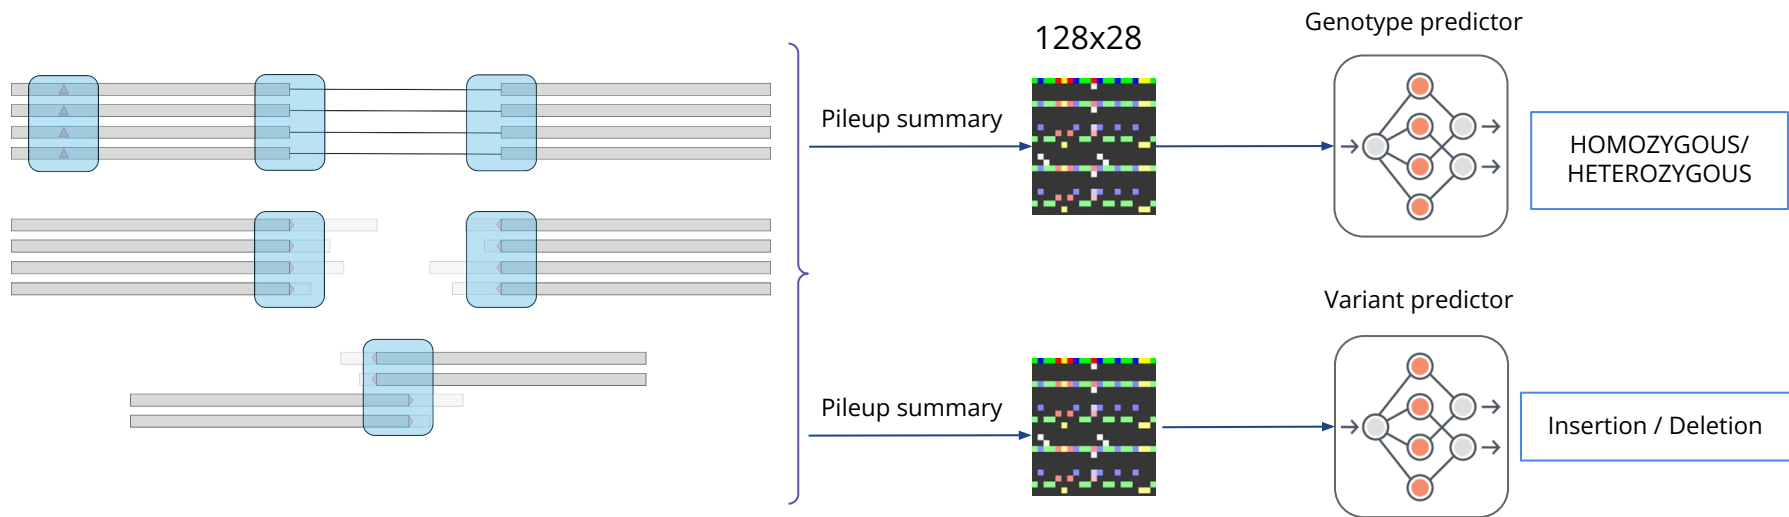 Genotype predictor
128x28
Pileup summary
HOMOZYGOUS/
HETEROZYGOUS
Variant predictor
Pileup summary
Insertion / Deletion